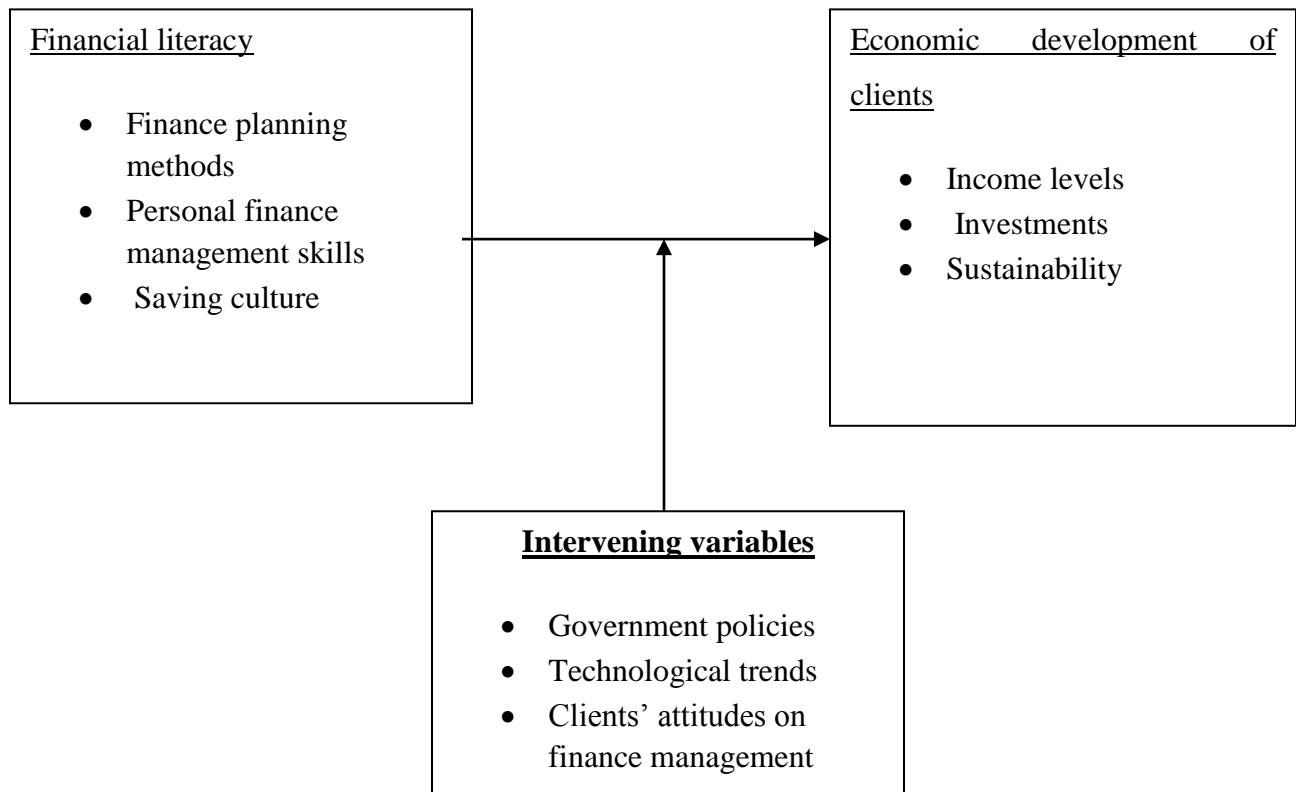 Financial literacy
• Finance planning
methods
• Personal finance
management skills
• Saving culture
Economic development of
clients
• Income levels
• Investments
• Sustainability
Intervening variables
• Government policies
• Technological trends
• Clients’ attitudes on
finance management